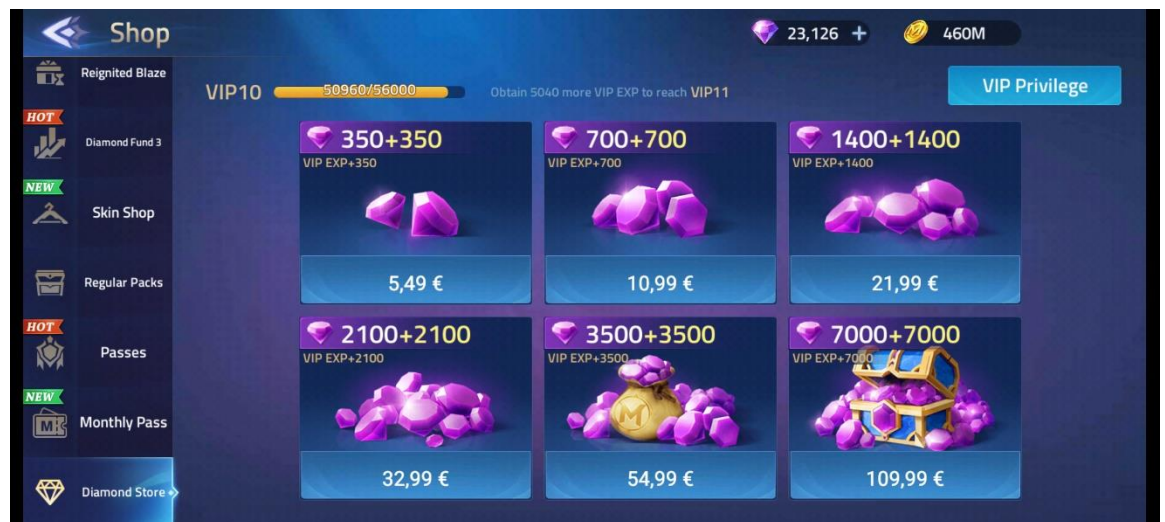 Shop
23,126 +
460M
Reignited Blaze
HOT
Diamond Fund 3
NEW
Skin Shop
Regular Packs
HOT
Passes
NEW
Monthly Pass
Diamond Store
VIP10
50960/56000
Obtain 5040 more VIP EXP to reach VIP11
VIP Privilege
350+350
VIP EXP+350
5,49 €
700+700
VIP EXP+700
10,99 €
1400+1400
VIP EXP+1400
21,99 €
2100+2100
VIP EXP+2100
32,99 €
3500+3500
VIP EXP+3500
M
54,99 €
7000+7000
VIP EXP+7000
109,99 €